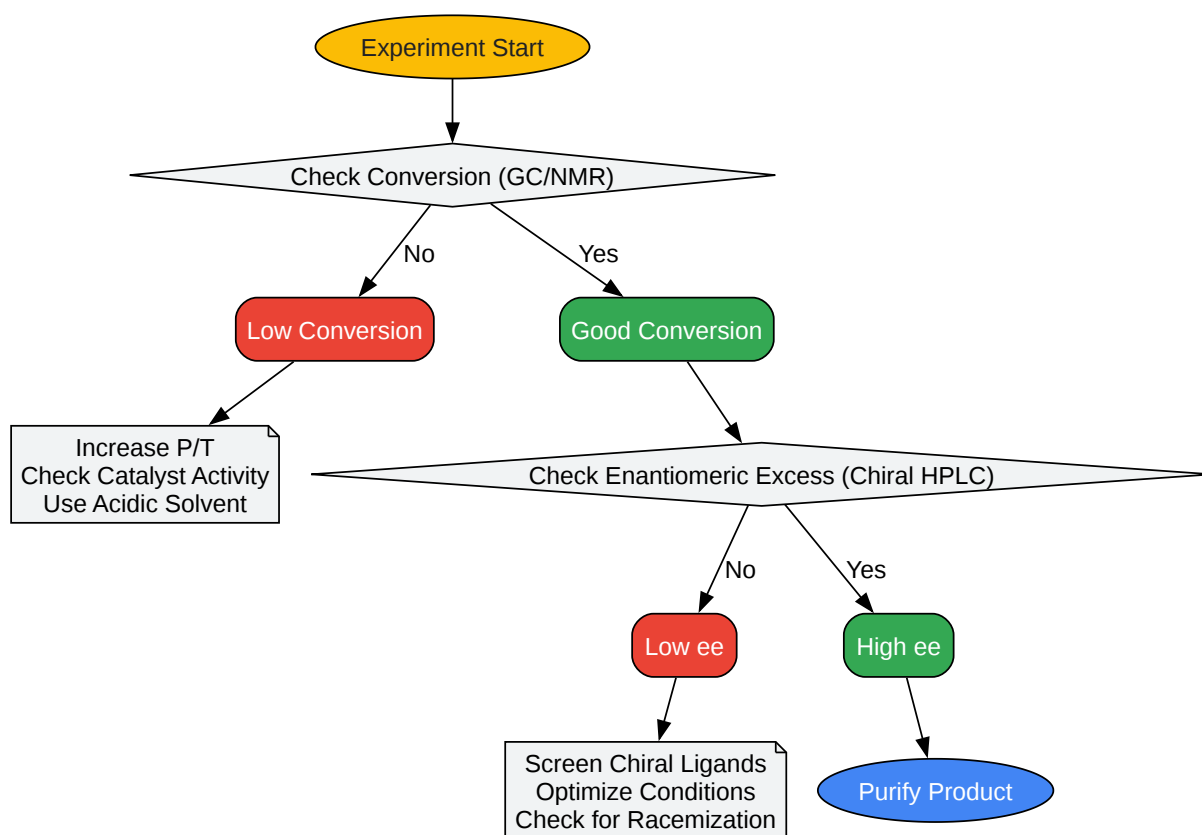 Experiment Start
Check Conversion (GC/NMR)
No
Yes
Low Conversion
Good Conversion
Increase P/T
Check Catalyst Activity
Use Acidic Solvent
Check Enantiomeric Excess (Chiral HPLC)
No
Yes
Low ee
High ee
Screen Chiral Ligands
Optimize Conditions
Check for Racemization
Purify Product